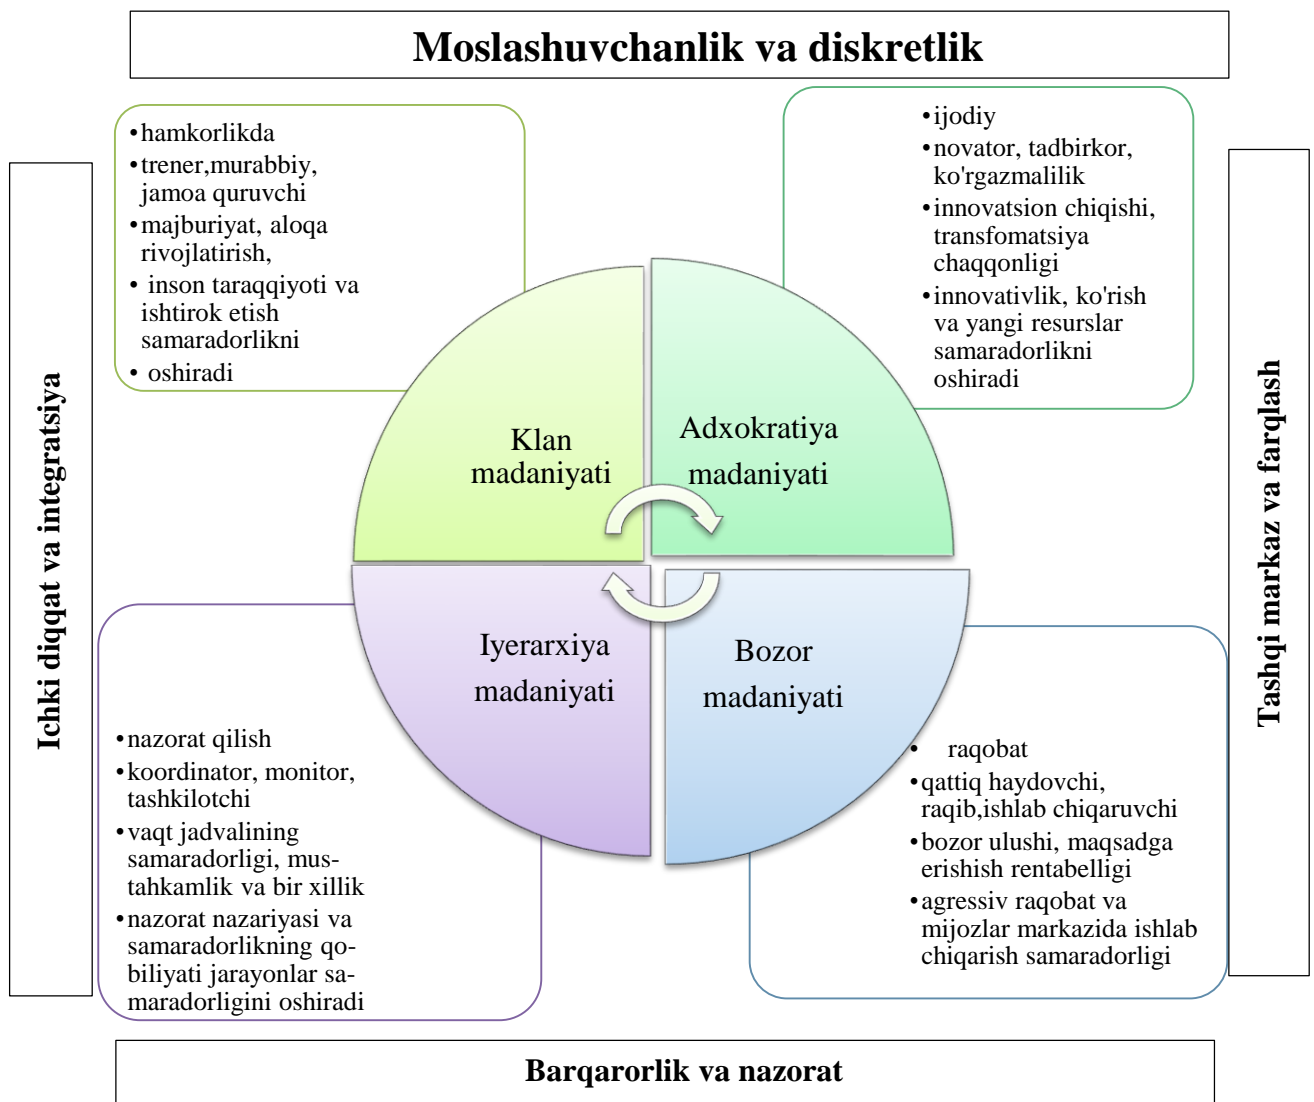 Moslashuvchanlik va diskretlik
•hamkorlikda
•trener,murabbiy,
jamoa quruvchi
•majburiyat, aloqa
rivojlatirish,
• inson taraqqiyoti va
ishtirok etish
samaradorlikni
• oshiradi
•ijodiy
•novator, tadbirkor,
ko'rgazmalilik
•innovatsion chiqishi,
transfomatsiya
chaqqonligi
•innovativlik, ko'rish
va yangi resurslar
samaradorlikni
oshiradi
Ichki diqqat va integratsiya
Klan
madaniyati
Adxokratiya
madaniyati
Tashqi markaz va farqlash
Iyerarxiya
madaniyati
Bozor
madaniyati
•nazorat qilish
•koordinator, monitor,
tashkilotchi
•vaqt jadvalining
samaradorligi, mus-
tahkamlik va bir xillik
•nazorat nazariyasi va
samaradorlikning qo-
biliyati jarayonlar sa-
maradorligini oshiradi
• raqobat
•qattiq haydovchi,
raqib,ishlab chiqaruvchi
•bozor ulushi, maqsadga
erishish rentabelligi
•agressiv raqobat va
mijozlar markazida ishlab
chiqarish samaradorligi
Barqarorlik va nazorat